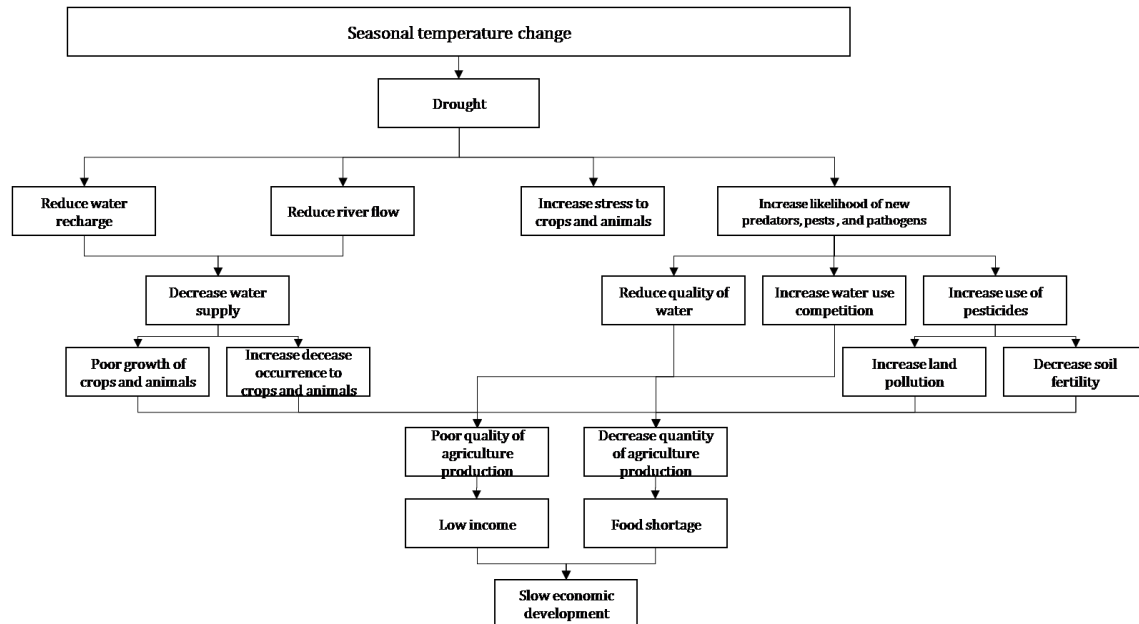 Seasonal temperature change
Drought
Reduce water
recharge
Reduce river flow
Increase stress to
crops and animals
Increase likelihood of new
predators, pests , and pathogens
Decrease water
supply
Reduce quality of
water
Increase water use
competition
Increase use of
pesticides
Poor growth of
crops and animals
Increase decease
occurrence to
crops and animals
Increase land
pollution
Decrease soil
fertility
Poor quality of
agriculture
production
Decrease quantity
of agriculture
production
Low income
Food shortage
Slow economic
development